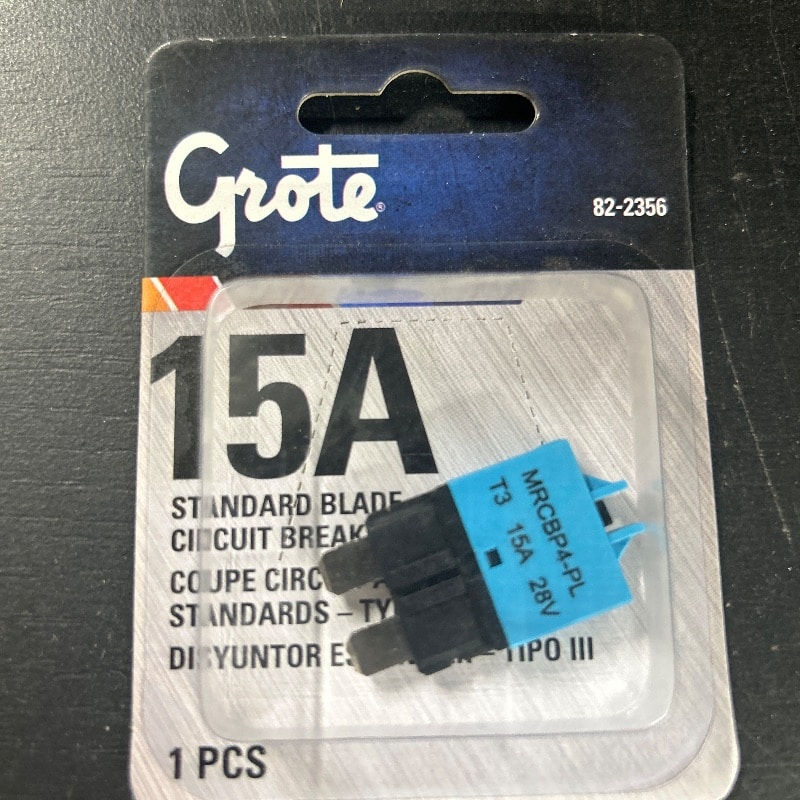 Grote®
82-2356
15A
STANDARD BLADE
CIRCUIT BREAK
COUPE CIRC
STANDARDS – TY
DISYUNTOR – TIPO III
MRCBP4-PL
T3 15A 28V
1 PCS